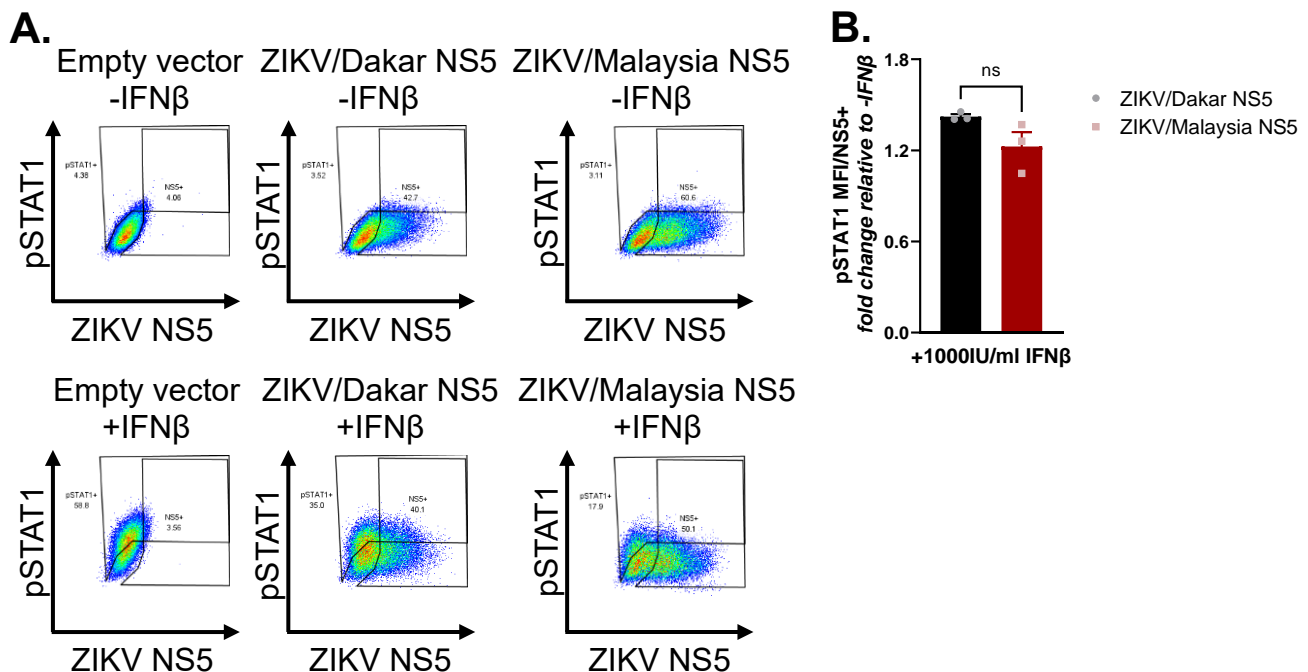 A.
Empty vector
-IFNβ
ZIKV/Dakar NS5
-IFNβ
ZIKV/Malaysia NS5
-IFNβ
pSTAT1
pSTAT1+
4.38
NS5+
4.06
ZIKV NS5
pSTAT1
pSTAT1+
3.52
NS5+
42.7
ZIKV NS5
pSTAT1
pSTAT1+
3.11
NS5+
60.6
ZIKV NS5
Empty vector
+IFNβ
ZIKV/Dakar NS5
+IFNβ
ZIKV/Malaysia NS5
+IFNβ
pSTAT1
pSTAT1+
58.8
NS5+
3.56
ZIKV NS5
pSTAT1
pSTAT1+
35.0
NS5+
40.1
ZIKV NS5
pSTAT1
pSTAT1+
17.9
NS5+
50.1
ZIKV NS5
B.
pSTAT1 MFI/NS5+
fold change relative to -IFNβ
1.8
1.2
0.6
0.0
ns
+1000IU/ml IFNβ
ZIKV/Dakar NS5
ZIKV/Malaysia NS5